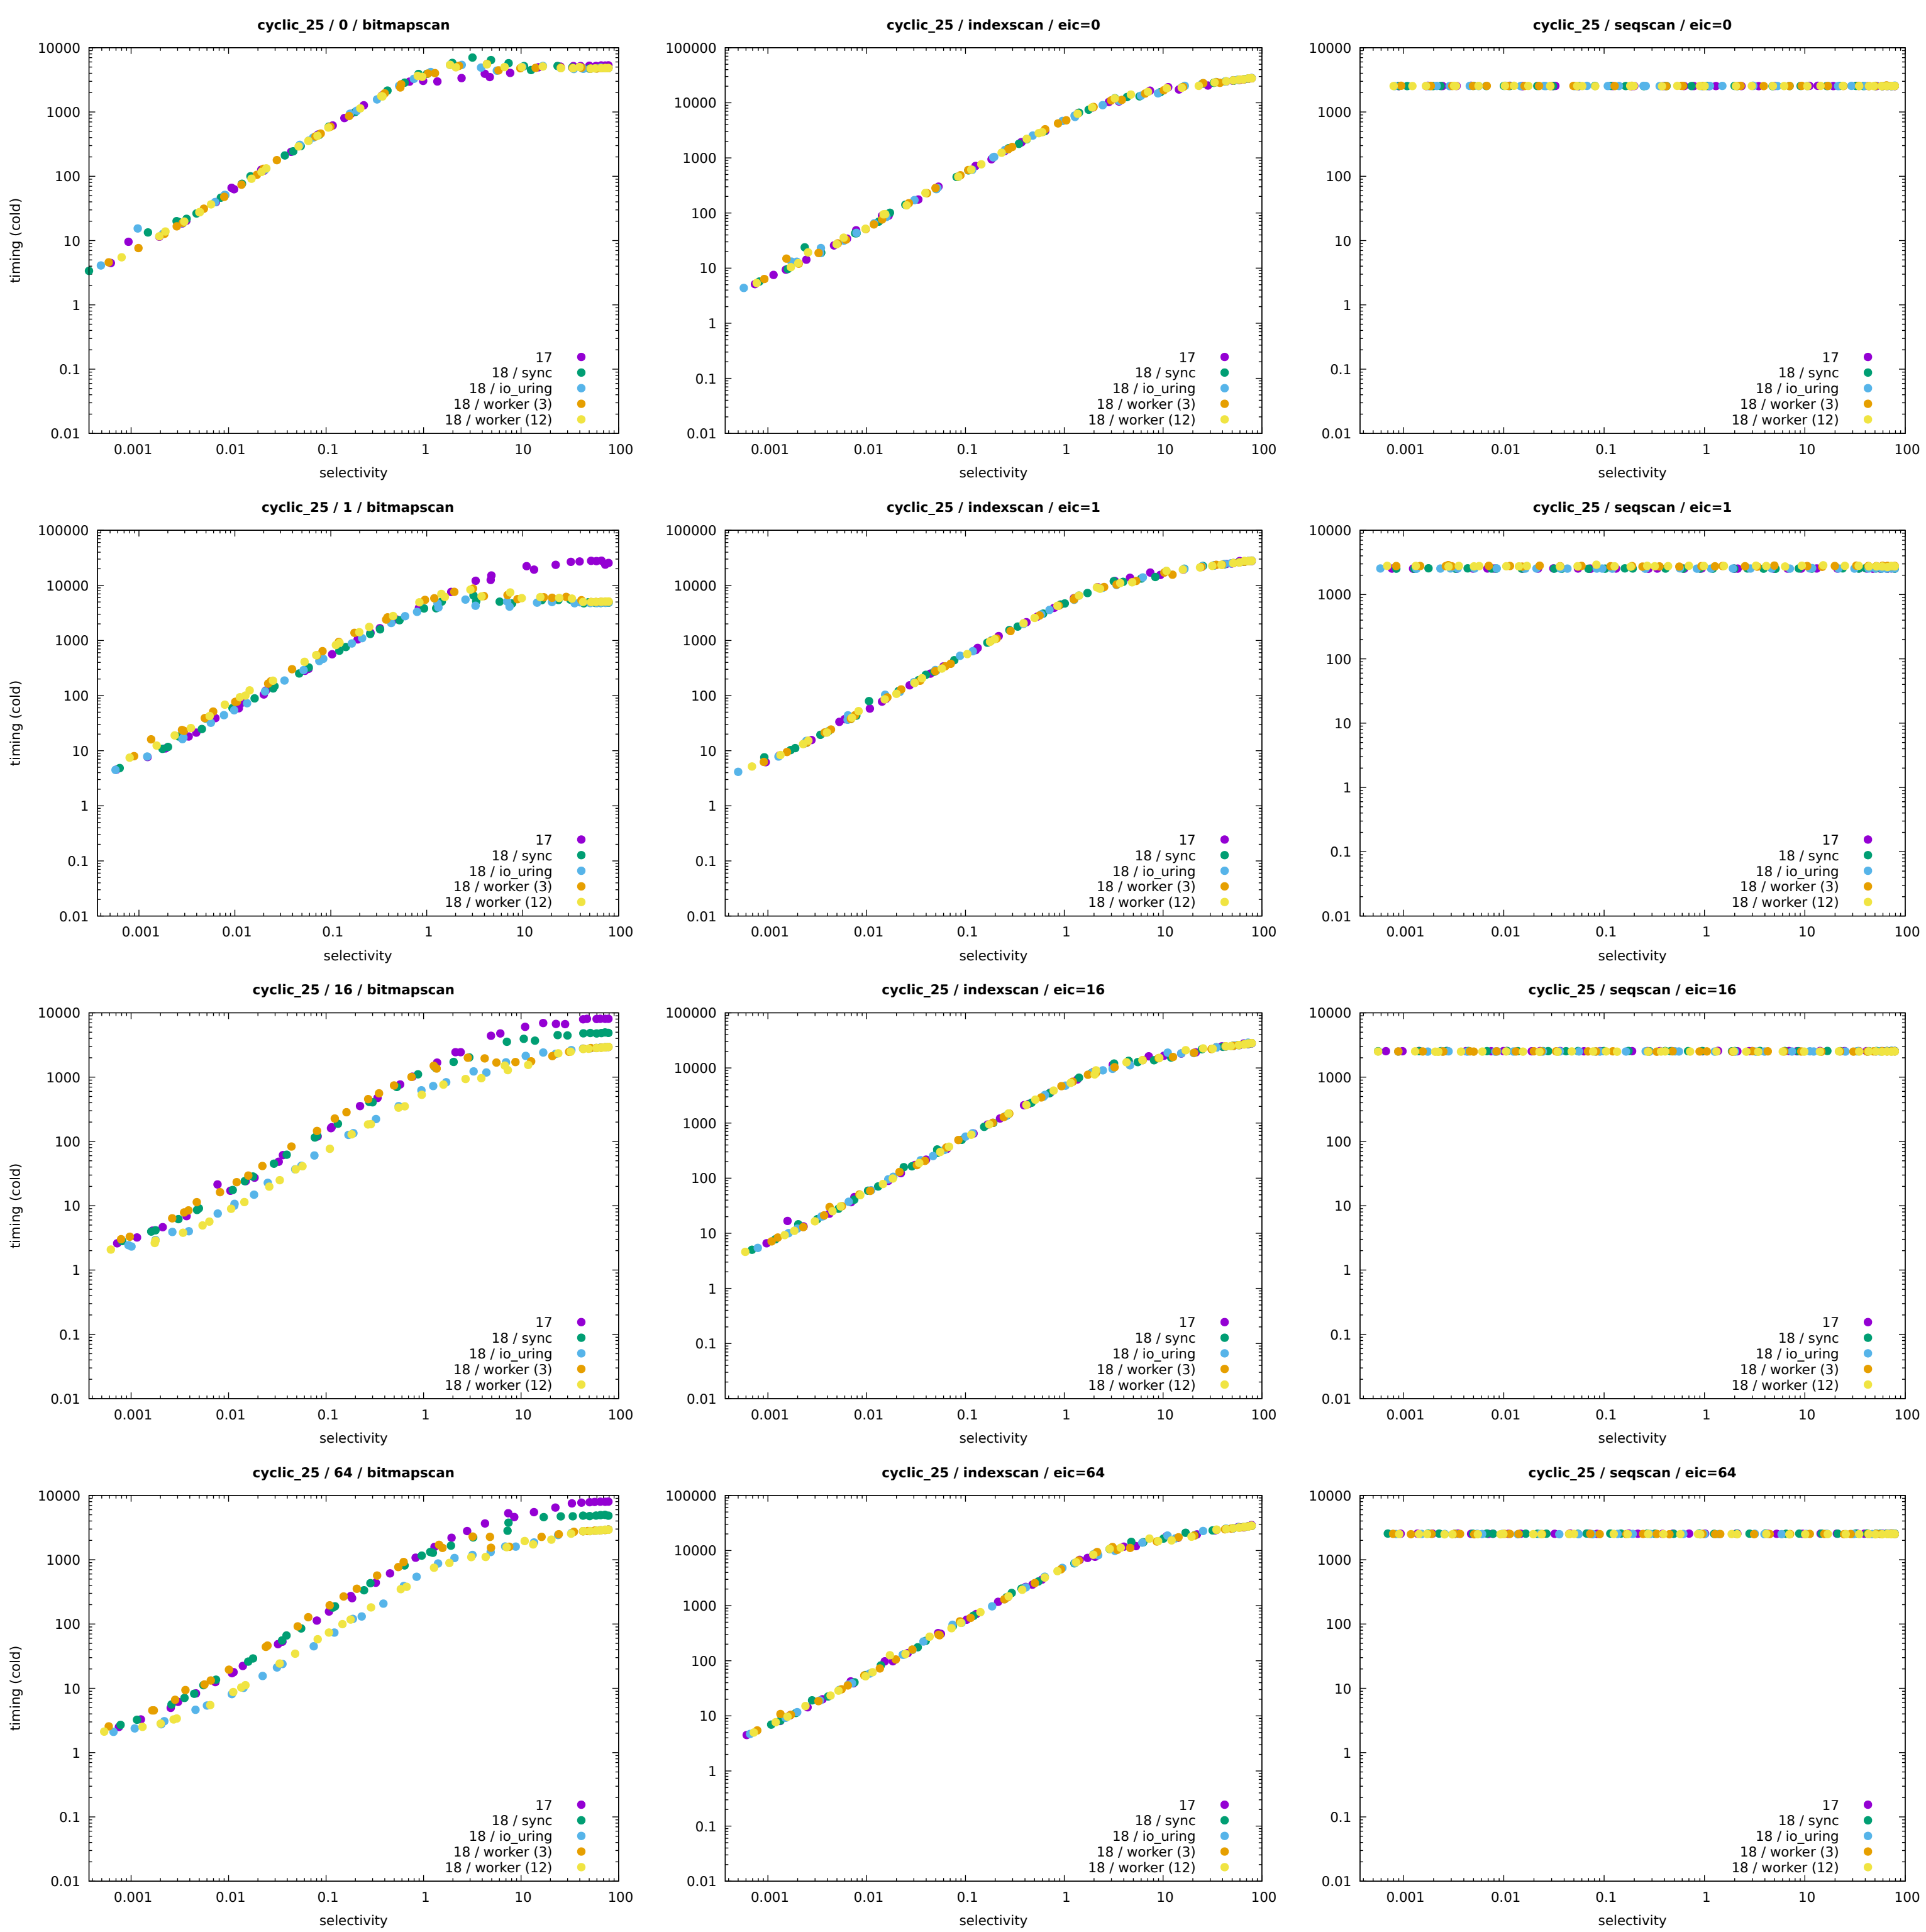 cyclic_25 / 0 / bitmapscan
10000
1000
100
10
1
0.1
0.01
timing (cold)
17
18 / sync
18 / io_uring
18 / worker (3)
18 / worker (12)
0.001
0.01
0.1
1
10
100
selectivity
cyclic_25 / indexscan / eic=0
100000
10000
1000
100
10
1
0.1
0.01
17
18 / sync
18 / io_uring
18 / worker (3)
18 / worker (12)
0.001
0.01
0.1
1
10
100
selectivity
cyclic_25 / seqscan / eic=0
10000
1000
100
10
1
0.1
0.01
17
18 / sync
18 / io_uring
18 / worker (3)
18 / worker (12)
0.001
0.01
0.1
1
10
100
selectivity
cyclic_25 / 1 / bitmapscan
100000
10000
1000
100
10
1
0.1
0.01
timing (cold)
17
18 / sync
18 / io_uring
18 / worker (3)
18 / worker (12)
0.001
0.01
0.1
1
10
100
selectivity
cyclic_25 / indexscan / eic=1
100000
10000
1000
100
10
1
0.1
0.01
17
18 / sync
18 / io_uring
18 / worker (3)
18 / worker (12)
0.001
0.01
0.1
1
10
100
selectivity
cyclic_25 / seqscan / eic=1
10000
1000
100
10
1
0.1
0.01
17
18 / sync
18 / io_uring
18 / worker (3)
18 / worker (12)
0.001
0.01
0.1
1
10
100
selectivity
cyclic_25 / 16 / bitmapscan
10000
1000
100
10
1
0.1
0.01
timing (cold)
17
18 / sync
18 / io_uring
18 / worker (3)
18 / worker (12)
0.001
0.01
0.1
1
10
100
selectivity
cyclic_25 / indexscan / eic=16
100000
10000
1000
100
10
1
0.1
0.01
17
18 / sync
18 / io_uring
18 / worker (3)
18 / worker (12)
0.001
0.01
0.1
1
10
100
selectivity
cyclic_25 / seqscan / eic=16
10000
1000
100
10
1
0.1
0.01
17
18 / sync
18 / io_uring
18 / worker (3)
18 / worker (12)
0.001
0.01
0.1
1
10
100
selectivity
cyclic_25 / 64 / bitmapscan
10000
1000
100
10
1
0.1
0.01
timing (cold)
17
18 / sync
18 / io_uring
18 / worker (3)
18 / worker (12)
0.001
0.01
0.1
1
10
100
selectivity
cyclic_25 / indexscan / eic=64
100000
10000
1000
100
10
1
0.1
0.01
17
18 / sync
18 / io_uring
18 / worker (3)
18 / worker (12)
0.001
0.01
0.1
1
10
100
selectivity
cyclic_25 / seqscan / eic=64
10000
1000
100
10
1
0.1
0.01
17
18 / sync
18 / io_uring
18 / worker (3)
18 / worker (12)
0.001
0.01
0.1
1
10
100
selectivity